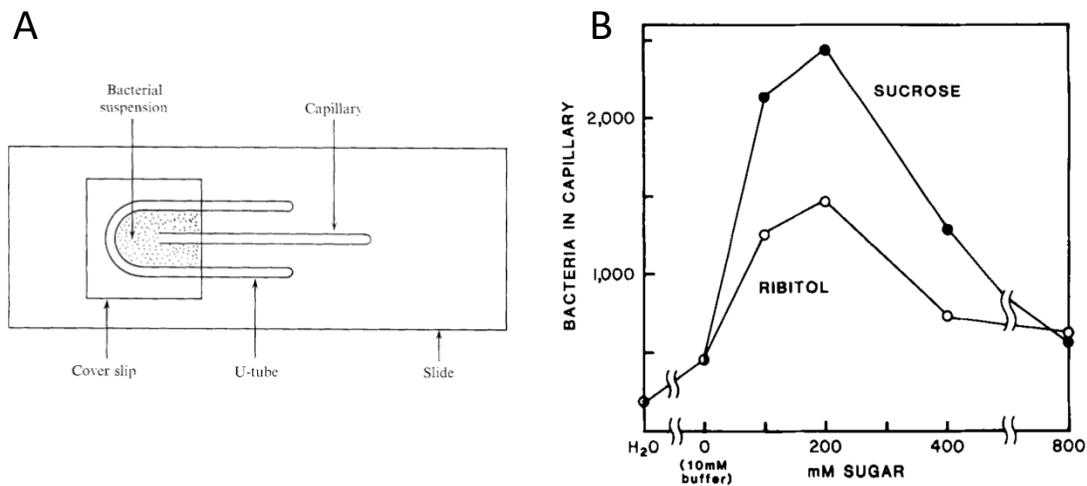 A
Bacterial
suspension
Capillary
Cover slip
U-tube
Slide
B
BACTERIA IN CAPILLARY
2,000
1,000
SUCROSE
RIBITOL
H2O 0 200 400 800
(10mM
buffer)
mM SUGAR